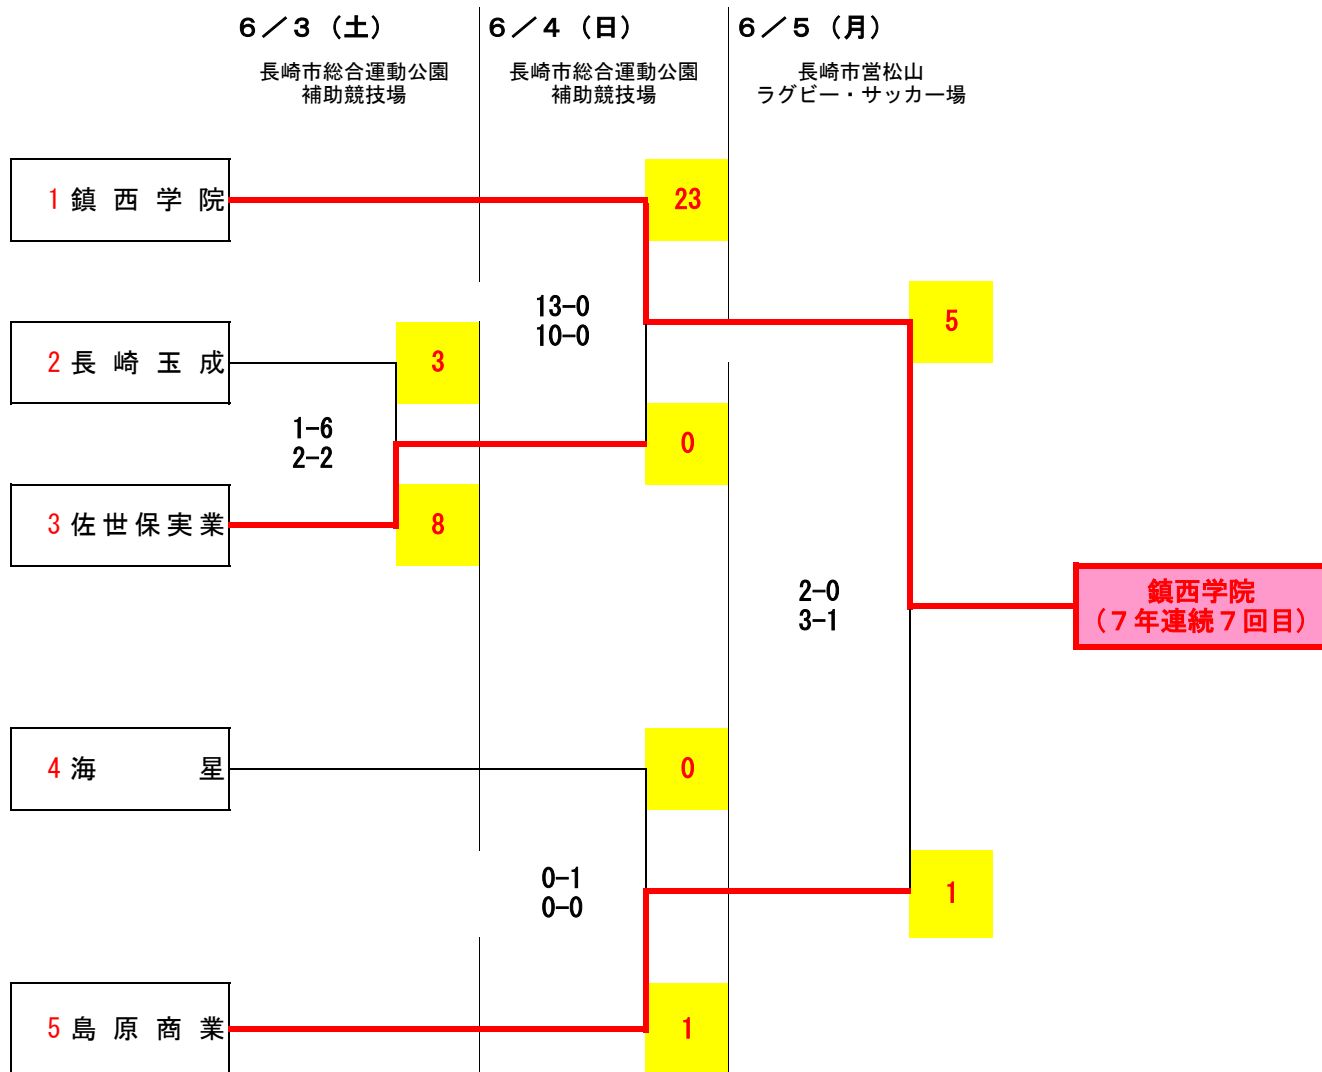 6／3（土）
6／4（日）
6／5（月）
長崎市総合運動公園
補助競技場
長崎市総合運動公園
補助競技場
長崎市営松山
ラグビー・サッカー場
1 鎮西学院
23
13-0
10-0
5
2 長崎玉成
3
1-6
2-2
0
3 佐世保実業
8
2-0
3-1
鎮西学院
（7年連続7回目）
4 海星
0
0-1
0-0
1
5 島原商業
1